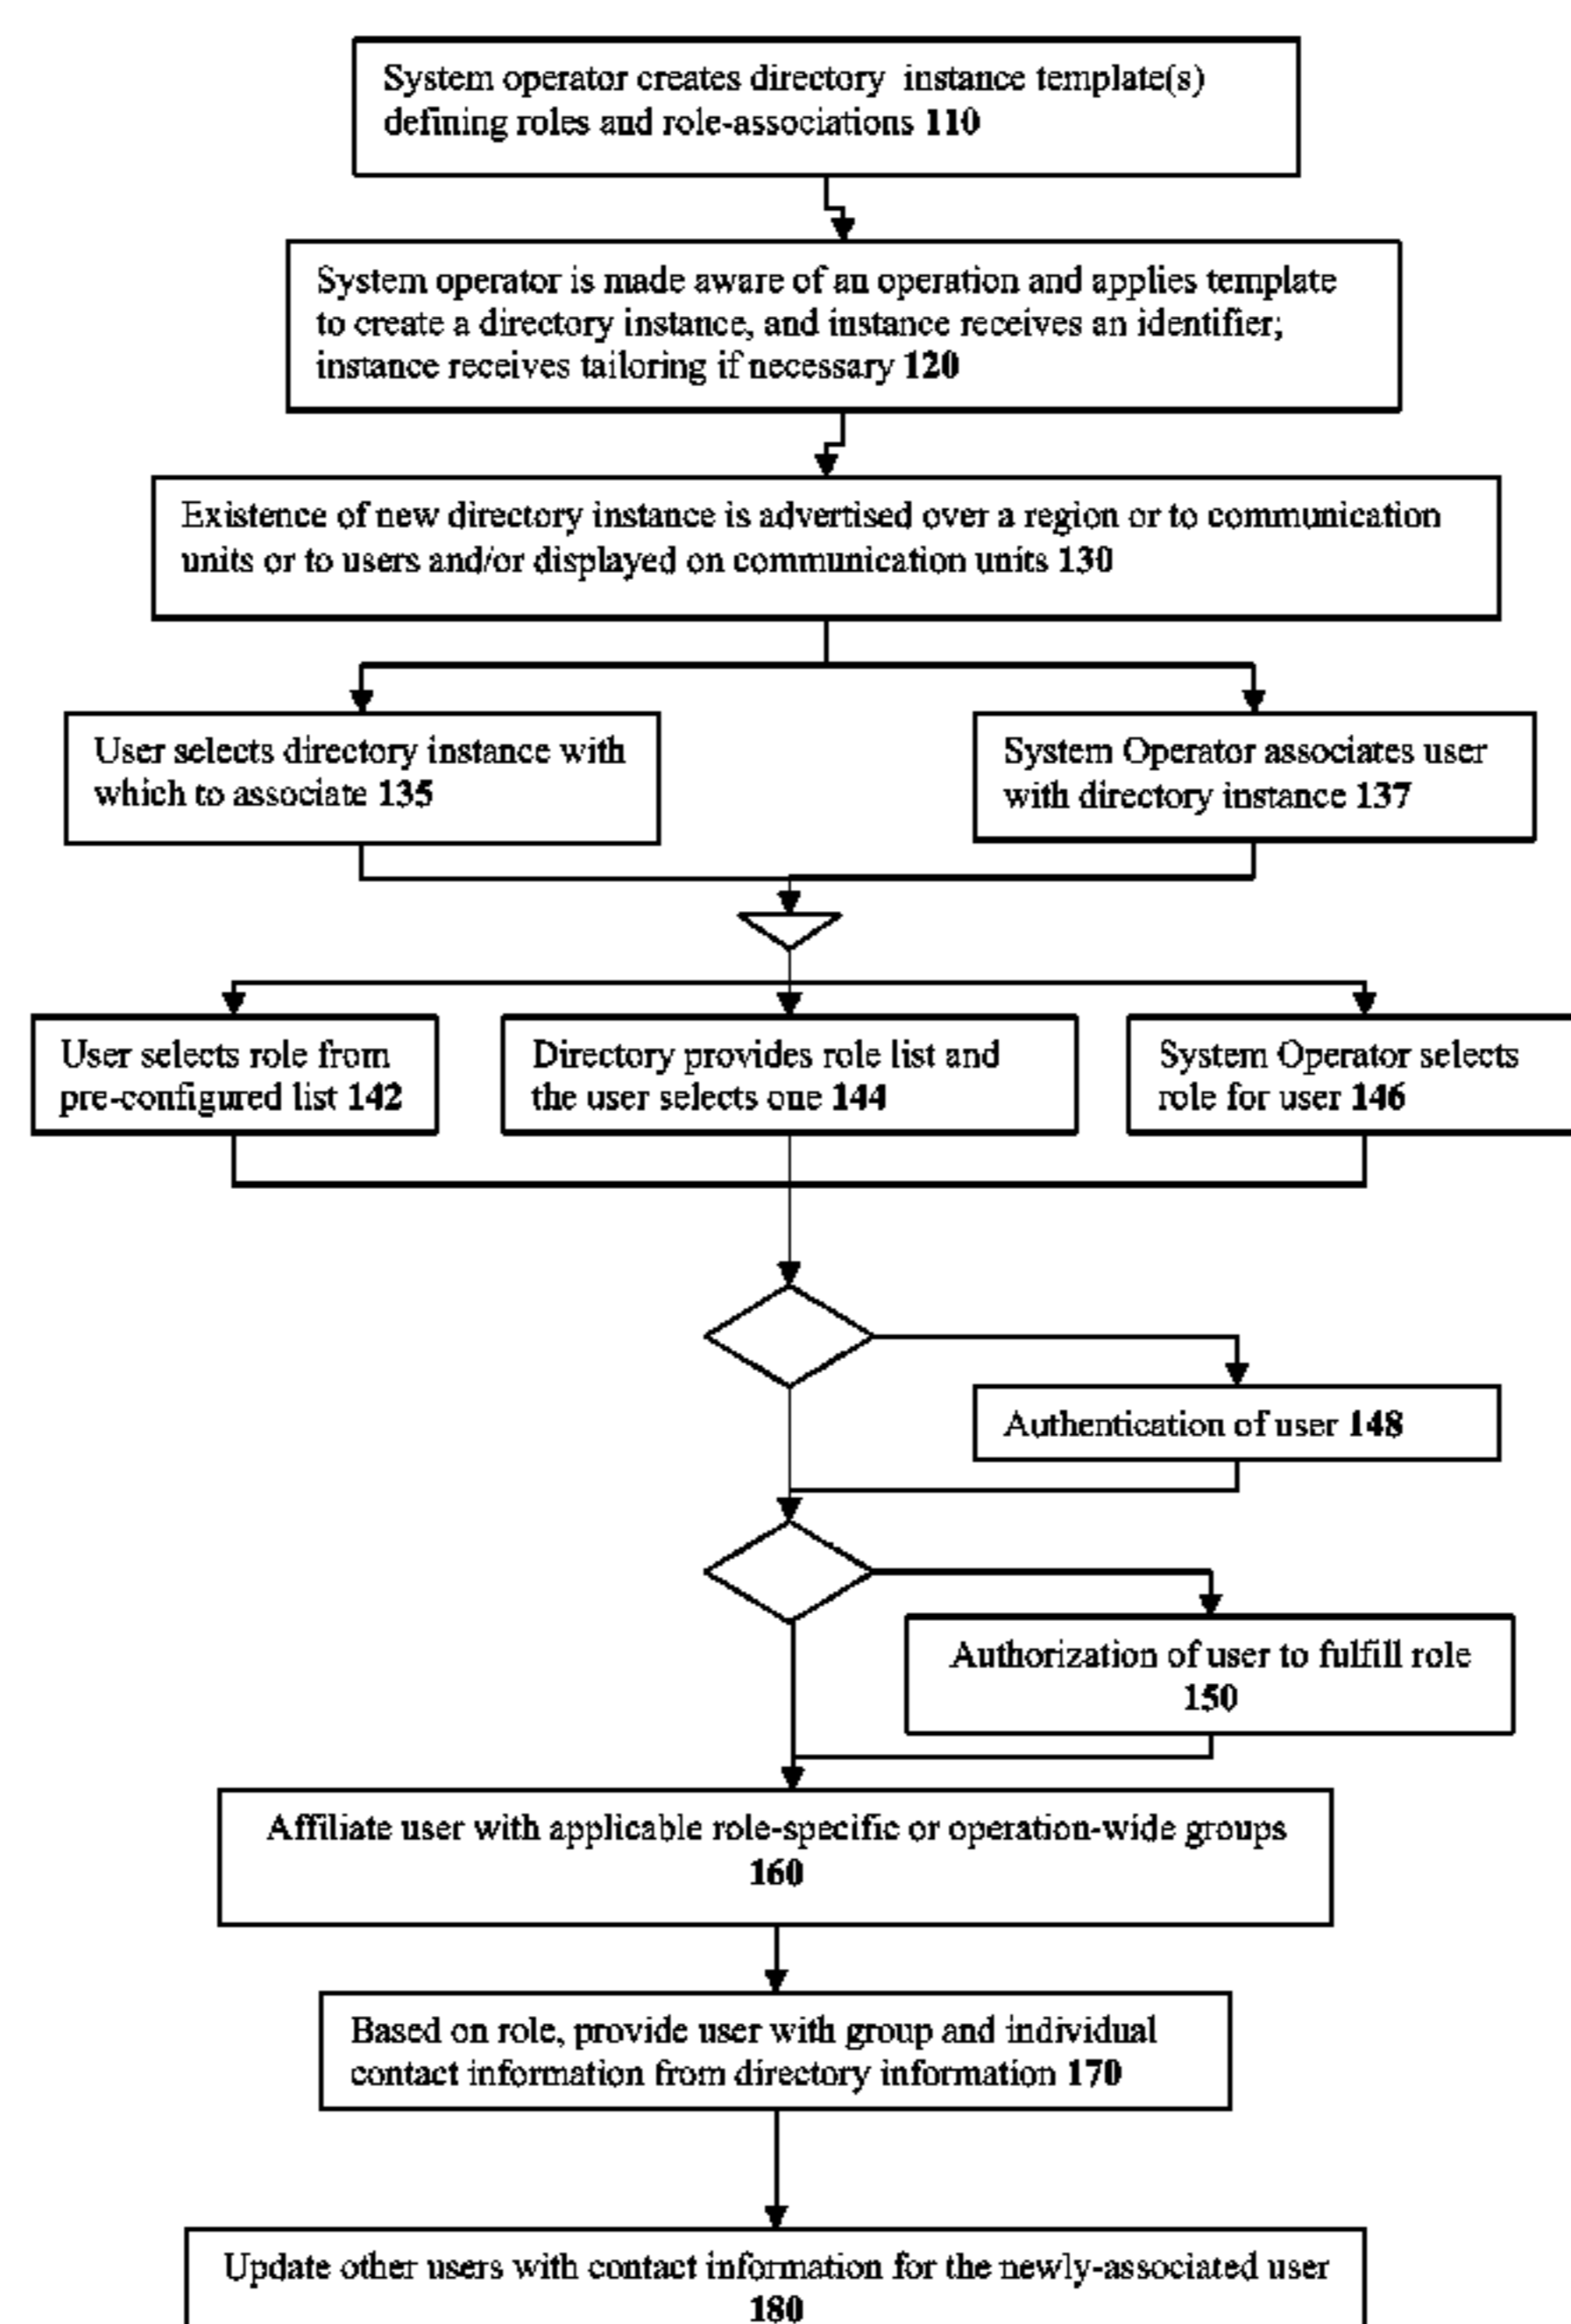 System operator creates directory instance template(s)
defining roles and role-associations 110
System operator is made aware of an operation and applies template
to create a directory instance, and instance receives an identifier;
instance receives tailoring if necessary 120
Existence of new directory instance is advertised over a region or to communication
units or to users and/or displayed on communication units 130
User selects directory instance with
which to associate 135
System Operator associates user
with directory instance 137
User selects role from
pre-configured list 142
Directory provides role list and
the user selects one 144
System Operator selects
role for user 146
Authentication of user 148
Authorization of user to fulfill role
150
Affiliate user with applicable role-specific or operation-wide groups
160
Based on role, provide user with group and individual
contact information from directory information 170
Update other users with contact information for the newly-associated user
180